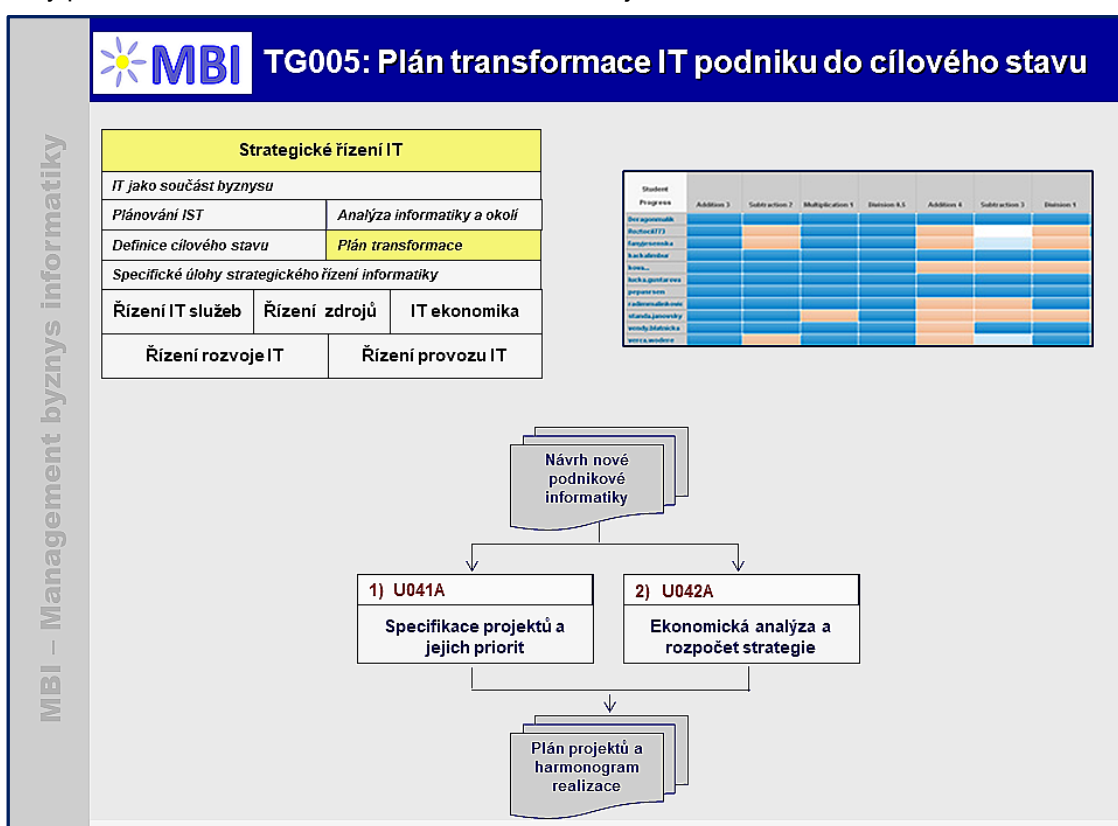 MBI
TG005: Plán transformace IT podniku do cílového stavu
MBI – Management byznys informatiky
Strategické řízení IT
IT jako součást byznysu
Plánování IST
Analýza informatiky a okolí
Definice cílového stavu
Plán transformace
Specifické úlohy strategického řízení informatiky
Řízení IT služeb
Řízení zdrojů
IT ekonomika
Řízení rozvoje IT
Řízení provozu IT
Student
Progress
Addition 3
Subtraction 2
Multiplication 1
Division 0.5
Addition 4
Subtraction 3
Division 1
Návrh nové
podnikové
informatiky
1) U041A
Specifikace projektů a
jejich priorit
2) U042A
Ekonomická analýza a
rozpočet strategie
Plán projektů a
harmonogram
realizace